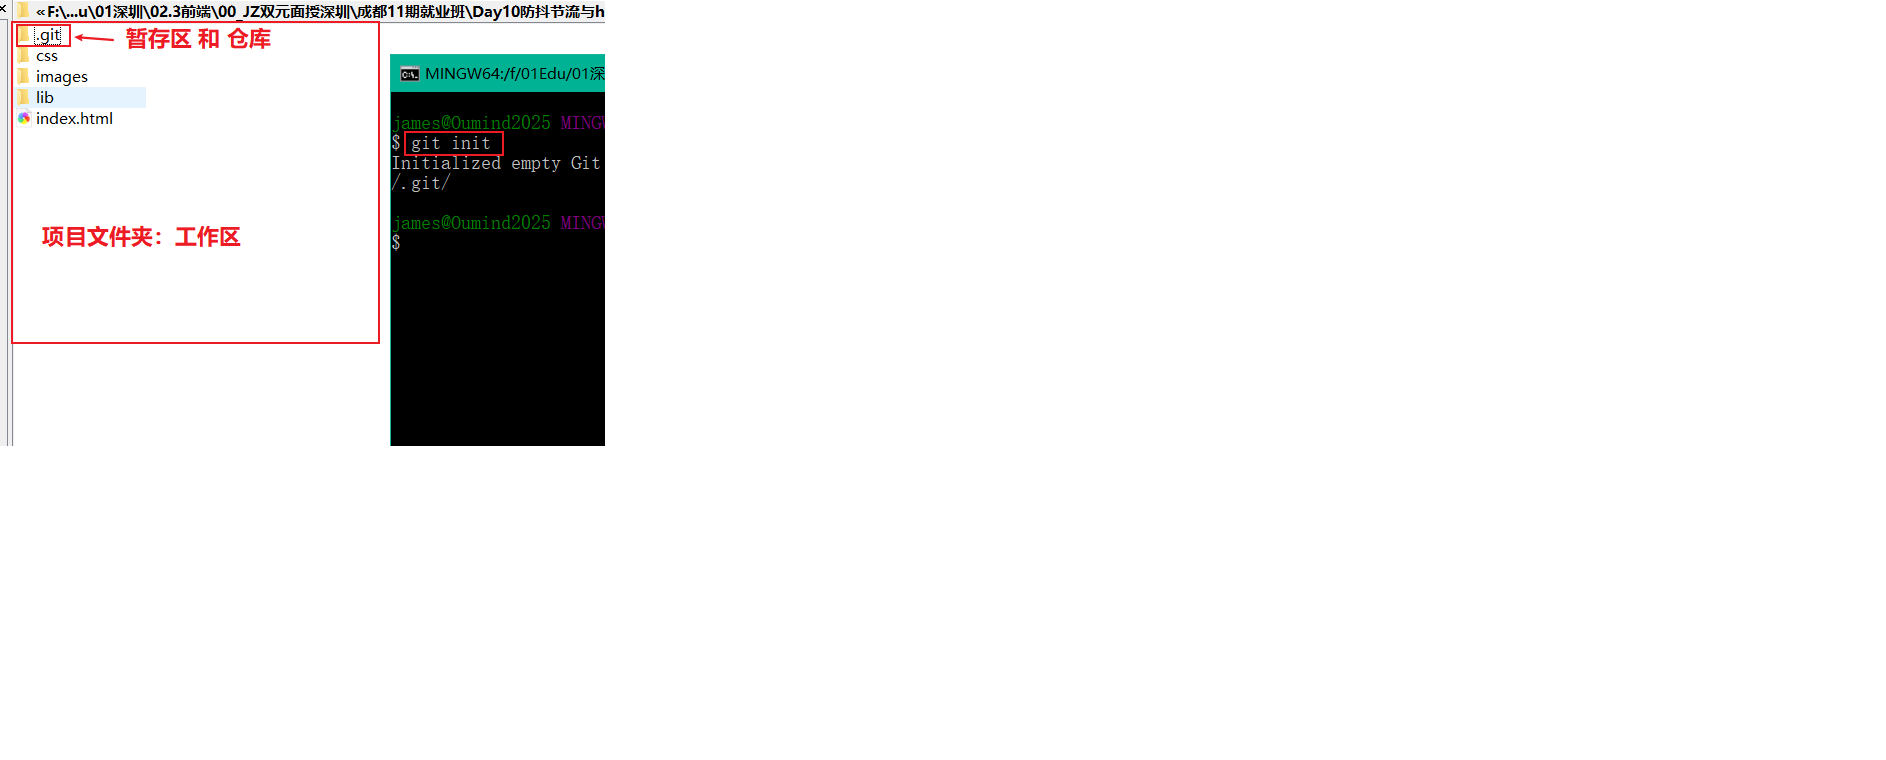 «F:\...u\01深圳\02.3前端\00_JZ双元面授深圳\成都11期就业班\Day10防抖节流与h
.git
暂存区 和 仓库
css
images
lib
index.html
项目文件夹：工作区
MINGW64:/f/01Edu/01深
james@Oumind2025 MINGW
$ git init
Initialized empty Git
/.git/
james@Oumind2025 MINGW
$